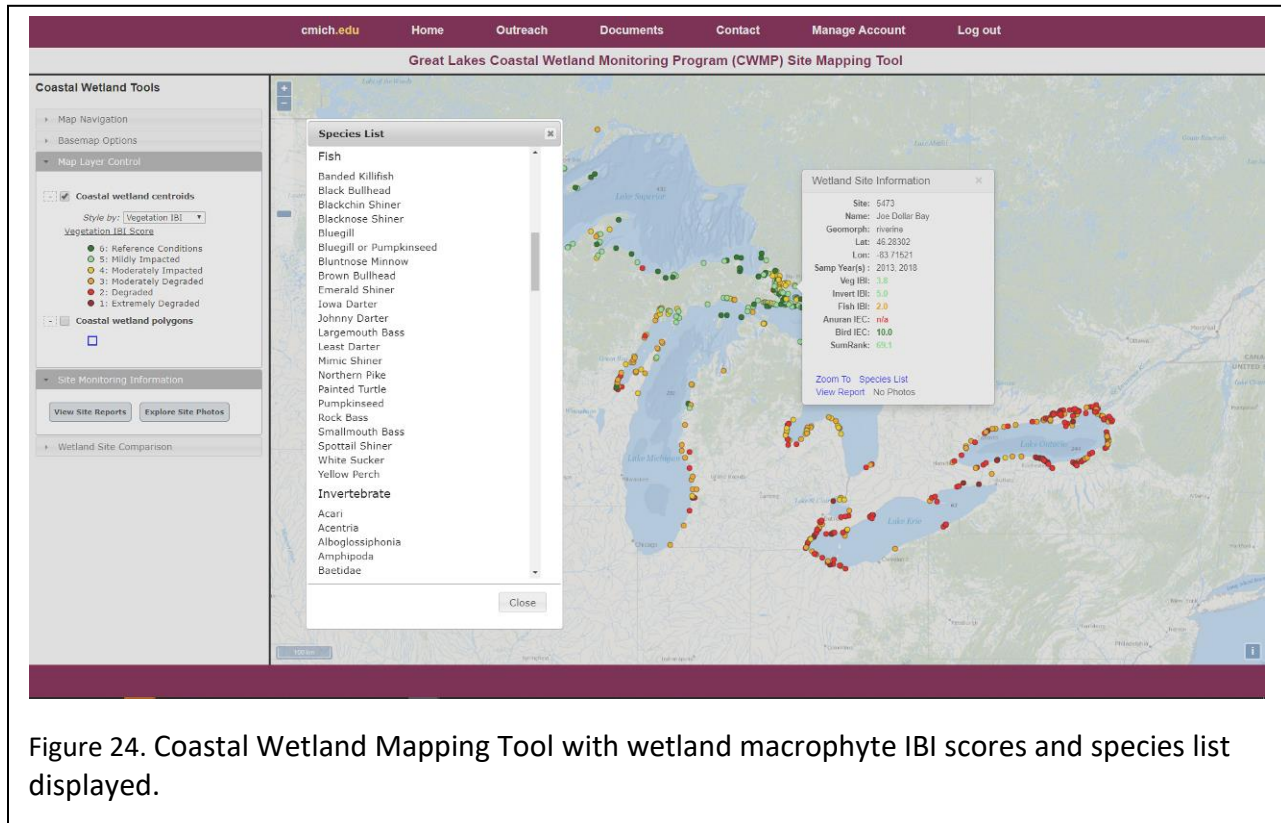 cmich.edu Home Outreach Documents Contact Manage Account Log out
Great Lakes Coastal Wetland Monitoring Program (CWMP) Site Mapping Tool
Coastal Wetland Tools
Map Navigation
Basemap Options
Map Layer Control
Coastal wetland centroids
Style by: Vegetation IBI
Vegetation IBI Score
6: Reference Conditions
5: Mildly Impacted
4: Moderately Impacted
3: Moderately Degraded
2: Degraded
1: Extremely Degraded
Coastal wetland polygons
Site Monitoring Information
View Site Reports Explore Site Photos
Wetland Site Comparison
+
-
Species List
Fish
Banded Killifish
Black Bullhead
Blackchin Shiner
Blacknose Shiner
Bluegill
Bluegill or Pumpkinseed
Bluntnose Minnow
Brown Bullhead
Emerald Shiner
Iowa Darter
Johnny Darter
Largemouth Bass
Least Darter
Mimic Shiner
Northern Pike
Painted Turtle
Pumpkinseed
Rock Bass
Smallmouth Bass
Spottail Shiner
White Sucker
Yellow Perch
Invertebrate
Acari
Acentria
Alboglossiphonia
Amphipoda
Baetidae
Close
Lake of the Woods
Lake Superior
Lake Michigan
Chicago
Lake Erie
Lake Ontario
Philadelphia
100 km
Wetland Site Information
Site: 5473
Name: Joe Dollar Bay
Geomorph: riverine
Lat: 46.28302
Lon: -83.71521
Samp Year(s) : 2013, 2018
Veg IBI: 3.0
Invert IBI: 5.0
Fish IBI: 2.0
Anuran IEC: n/a
Bird IEC: 10.0
SumRank: 69.1
Zoom To Species List
View Report No Photos
i
Figure 24. Coastal Wetland Mapping Tool with wetland macrophyte IBI scores and species list
displayed.